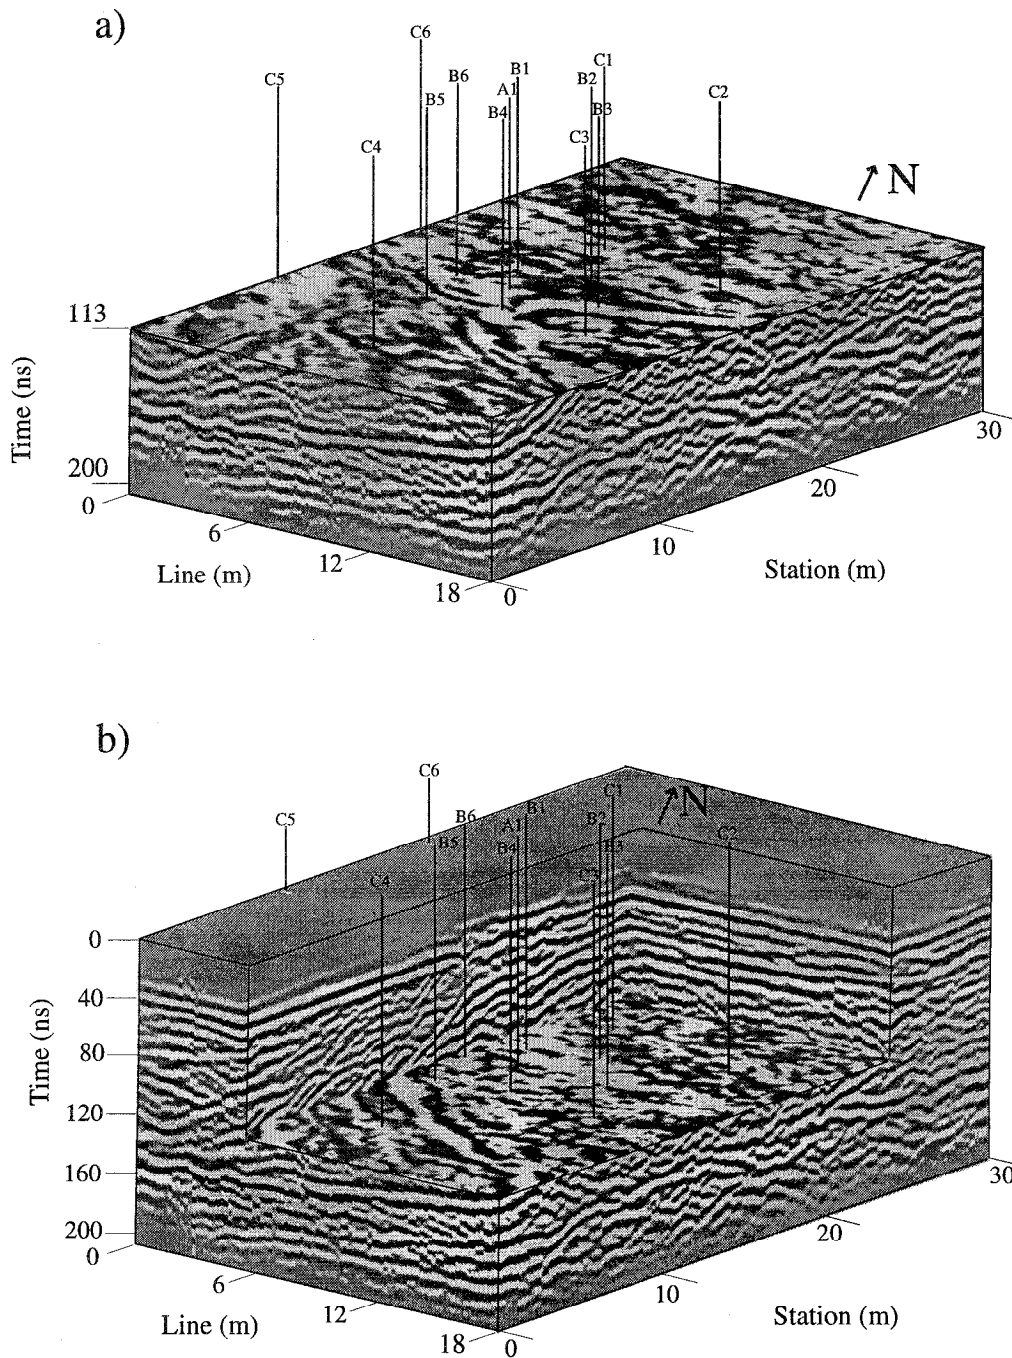 a)
C6
C5
B6
B1
C1
A1
B2
C2
B5
B4
B3
C4
C3
N
113
Time (ns)
200
0
6
12
18
Line (m)
0
10
20
30
Station (m)
b)
C6
C5
B6
B1
C1
N
A1
B2
C2
B5
B4
B3
C4
C3
0
40
80
120
160
200
Time (ns)
0
6
12
18
Line (m)
0
10
20
30
Station (m)